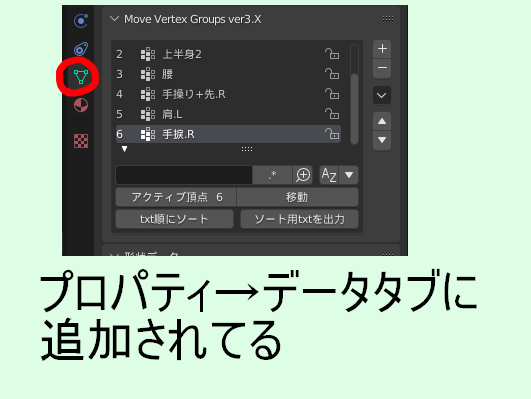 Move Vertex Groups ver3.X
2 上半身2
3 腰
4 手操り+先.R
5 肩.L
6 手捩.R
.*
AZ
アクティブ頂点 6 移動
txt順にソート ソート用txtを出力
形状データ
プロパティ→データタブに
追加されてる